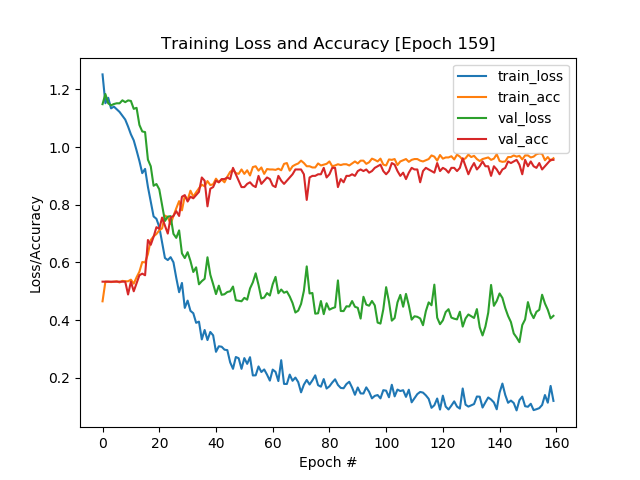 Training Loss and Accuracy [Epoch 159]
train_loss
train_acc
val_loss
val_acc
Loss/Accuracy
1.2
1.0
0.8
0.6
0.4
0.2
0 20 40 60 80 100 120 140 160
Epoch #